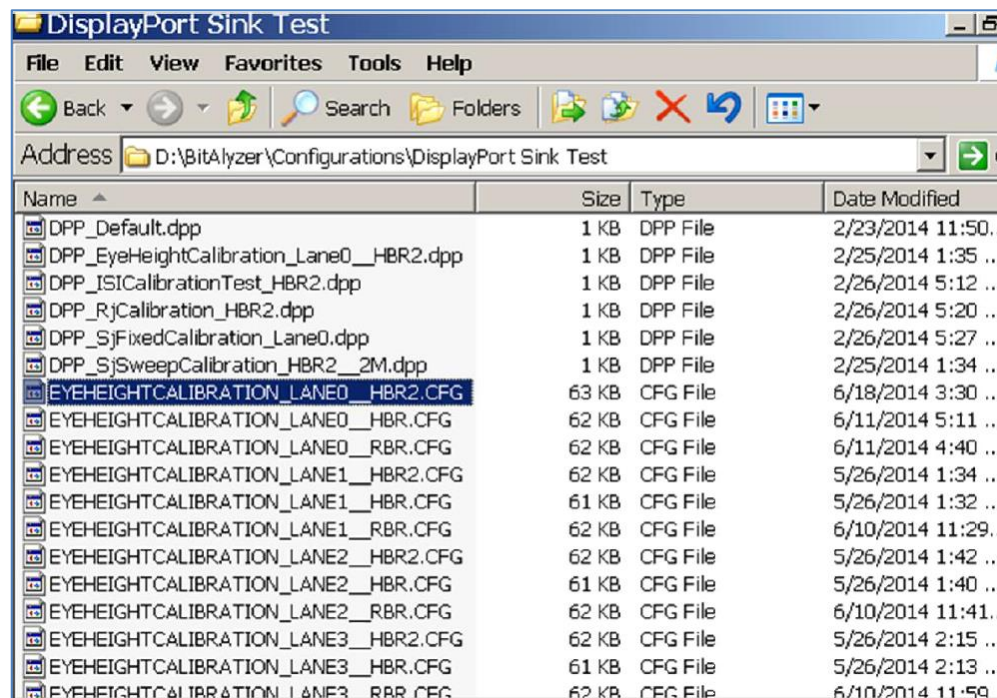 DisplayPort Sink Test
File Edit View Favorites Tools Help
Back Search Folders
Address D:\BitAlyzer\Configurations\DisplayPort Sink Test
Name Size Type Date Modified
DPP_Default.dpp 1 KB DPP File 2/23/2014 11:50..
DPP_EyeHeightCalibration_Lane0__HBR2.dpp 1 KB DPP File 2/25/2014 1:35 ..
DPP_ISICalibrationTest_HBR2.dpp 1 KB DPP File 2/26/2014 5:12 ..
DPP_RjCalibration_HBR2.dpp 1 KB DPP File 2/26/2014 5:20 ..
DPP_SjFixedCalibration_Lane0.dpp 1 KB DPP File 2/26/2014 5:27 ..
DPP_SjSweepCalibration_HBR2__2M.dpp 1 KB DPP File 2/25/2014 1:34 ..
EYEHEIGHTCALIBRATION_LANE0__HBR2.CFG 63 KB CFG File 6/18/2014 3:30 ..
EYEHEIGHTCALIBRATION_LANE0__HBR.CFG 62 KB CFG File 6/11/2014 5:11 ..
EYEHEIGHTCALIBRATION_LANE0__RBR.CFG 62 KB CFG File 6/11/2014 4:40 ..
EYEHEIGHTCALIBRATION_LANE1__HBR2.CFG 62 KB CFG File 5/26/2014 1:34 ..
EYEHEIGHTCALIBRATION_LANE1__HBR.CFG 61 KB CFG File 5/26/2014 1:32 ..
EYEHEIGHTCALIBRATION_LANE1__RBR.CFG 62 KB CFG File 6/10/2014 11:29..
EYEHEIGHTCALIBRATION_LANE2__HBR2.CFG 62 KB CFG File 5/26/2014 1:42 ..
EYEHEIGHTCALIBRATION_LANE2__HBR.CFG 61 KB CFG File 5/26/2014 1:40 ..
EYEHEIGHTCALIBRATION_LANE2__RBR.CFG 62 KB CFG File 6/10/2014 11:41..
EYEHEIGHTCALIBRATION_LANE3__HBR2.CFG 62 KB CFG File 5/26/2014 2:15 ..
EYEHEIGHTCALIBRATION_LANE3__HBR.CFG 61 KB CFG File 5/26/2014 2:13 ..
EYEHEIGHTCALIBRATION_LANE3__RBR.CFG 62 KB CFG File 6/10/2014 11:59..